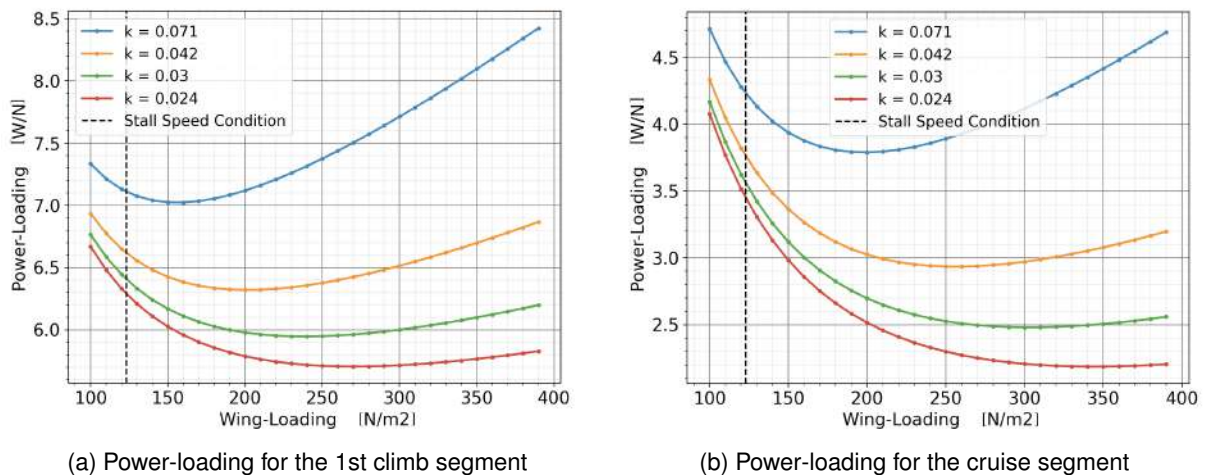 8.5
8.0
7.5
7.0
6.5
6.0
Power-Loading [W/N]
k = 0.071
k = 0.042
k = 0.03
k = 0.024
Stall Speed Condition
100 150 200 250 300 350 400
Wing-Loading [N/m2]
(a) Power-loading for the 1st climb segment
4.5
4.0
3.5
3.0
2.5
Power-Loading [W/N]
k = 0.071
k = 0.042
k = 0.03
k = 0.024
Stall Speed Condition
100 150 200 250 300 350 400
Wing-Loading [N/m2]
(b) Power-loading for the cruise segment